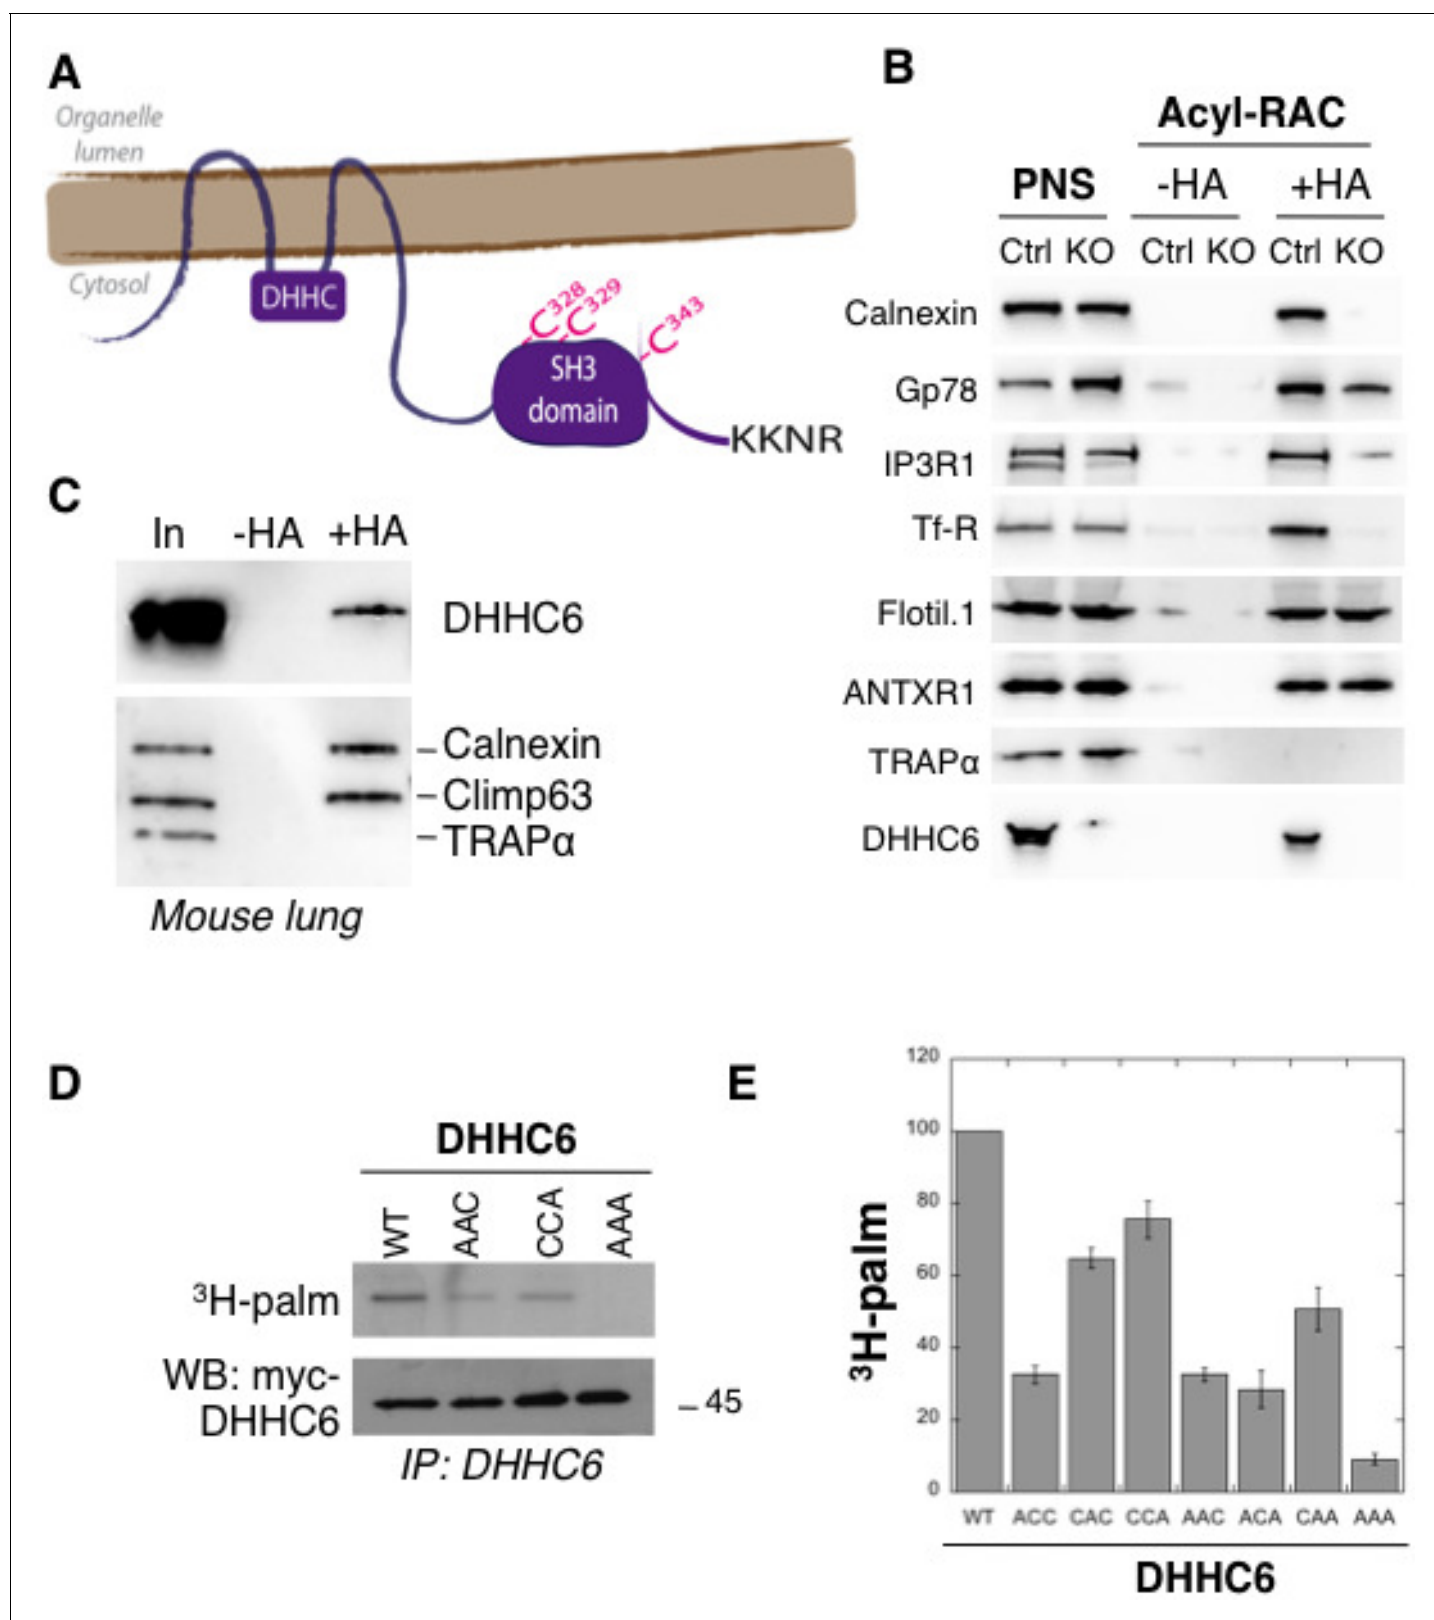 A
Organelle
lumen
Cytosol
DHHC
C328
C329
C343
SH3
domain
KKNR
B
Acyl-RAC
PNS -HA +HA
Ctrl KO Ctrl KO Ctrl KO
Calnexin
Gp78
IP3R1
Tf-R
Flotil.1
ANTXR1
TRAPα
DHHC6
C
In -HA +HA
DHHC6
Calnexin
Climp63
TRAPα
Mouse lung
D
DHHC6
WT AAC CCA AAA
³H-palm
WB: myc-
DHHC6
45
IP: DHHC6
E
120
100
80
60
40
20
0
³H-palm
WT ACC CAC CCA AAC ACA CAA AAA
DHHC6